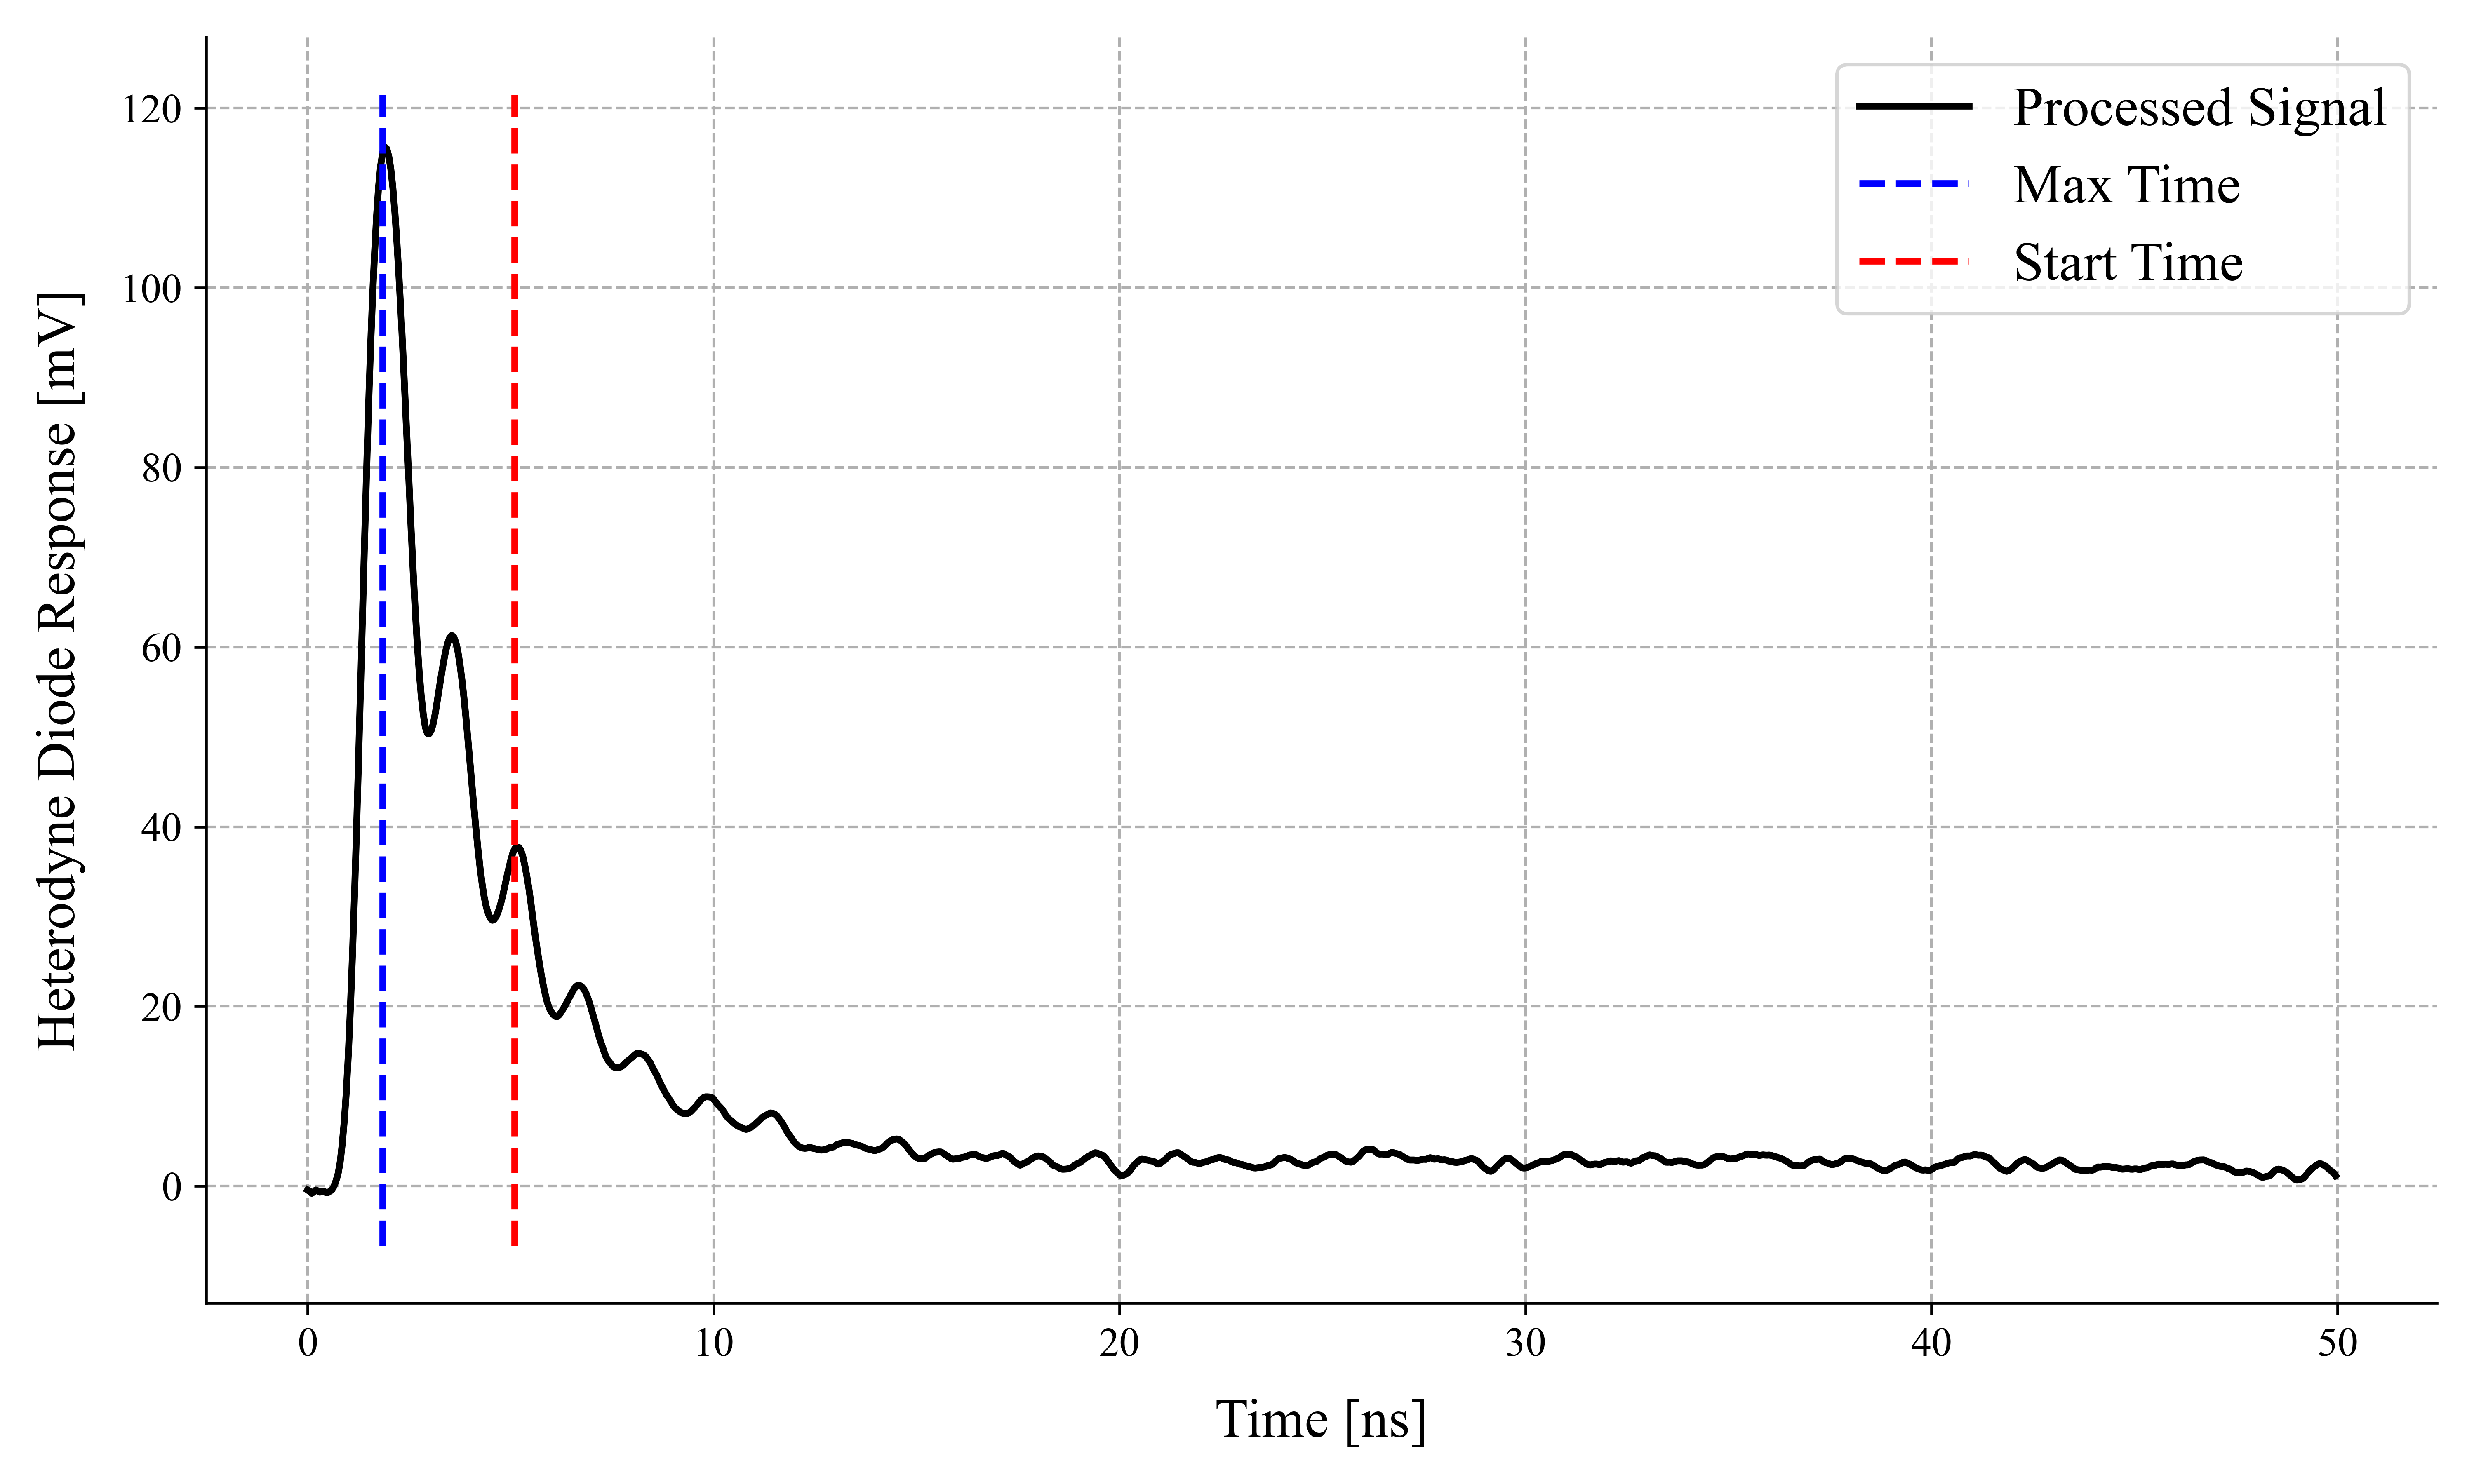 Processed Signal
Max Time
Start Time
Heterodyne Diode Response [mV]
120
100
80
60
40
20
0
0 10 20 30 40 50
Time [ns]